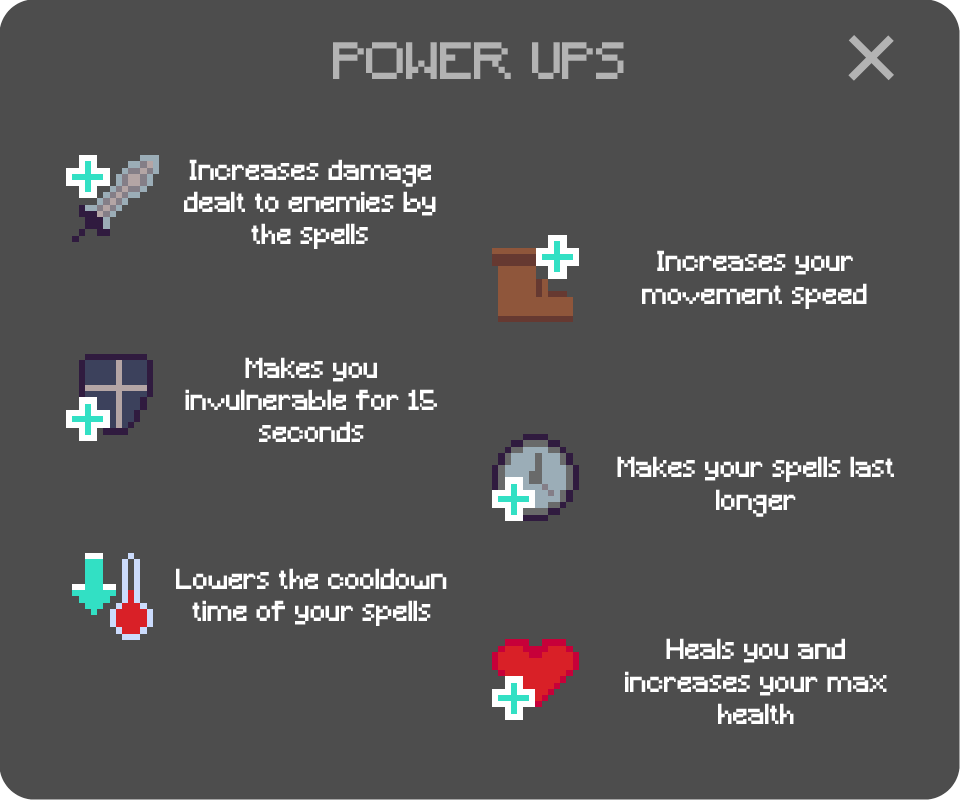 POWER UPS
Increases damage
dealt to enemies by
the spells
Increases your
movement speed
Makes you
invulnerable for 15
seconds
Makes your spells last
longer
Lowers the cooldown
time of your spells
Heals you and
increases your max
health